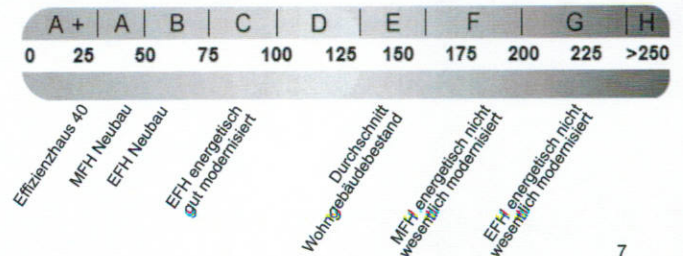 A+ | A | B | C | D | E | F | G | H
0 25 50 75 100 125 150 175 200 225 >250
Effizienzhaus 40
MFH Neubau
EFH Neubau
EFH energetisch
gut modernisiert
Durchschnitt
Wohngebäudebestand
MFH energetisch nicht
wesentlich modernisiert
EFH energetisch nicht
wesentlich modernisiert
7